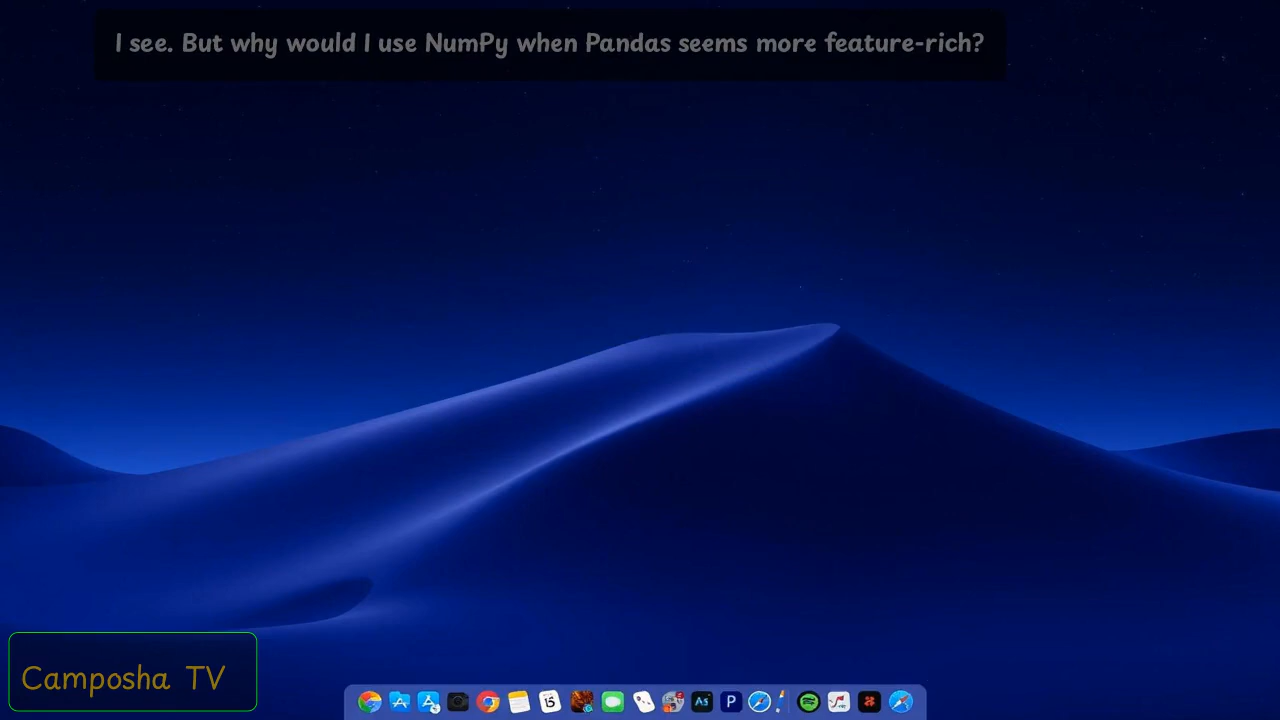 I see. But why would I use NumPy when Pandas seems more feature-rich?
Camposha TV